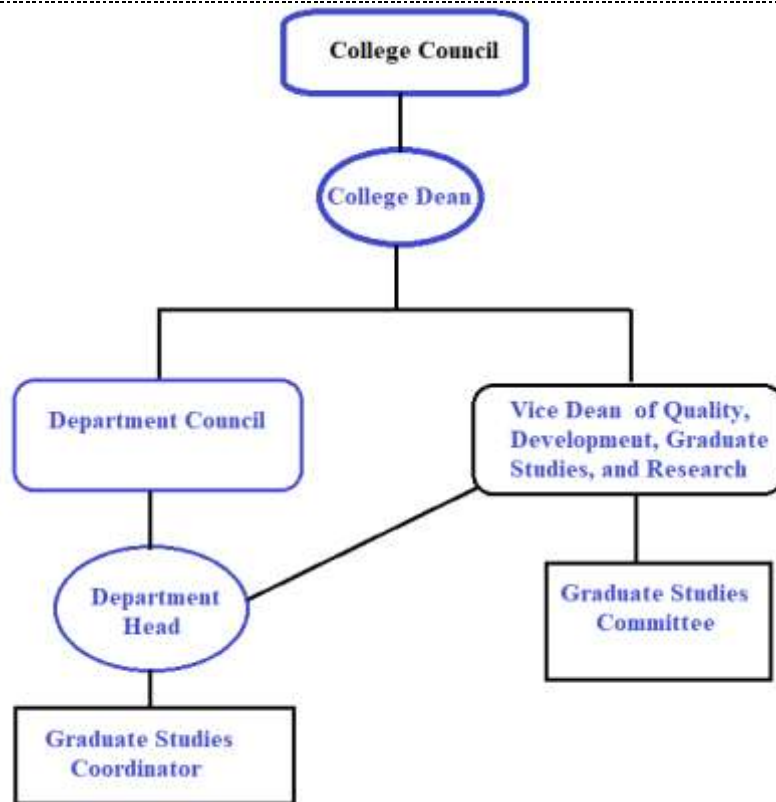 College Council
College Dean
Department Council
Vice Dean of Quality,
Development, Graduate
Studies, and Research
Department
Head
Graduate Studies
Committee
Graduate Studies
Coordinator